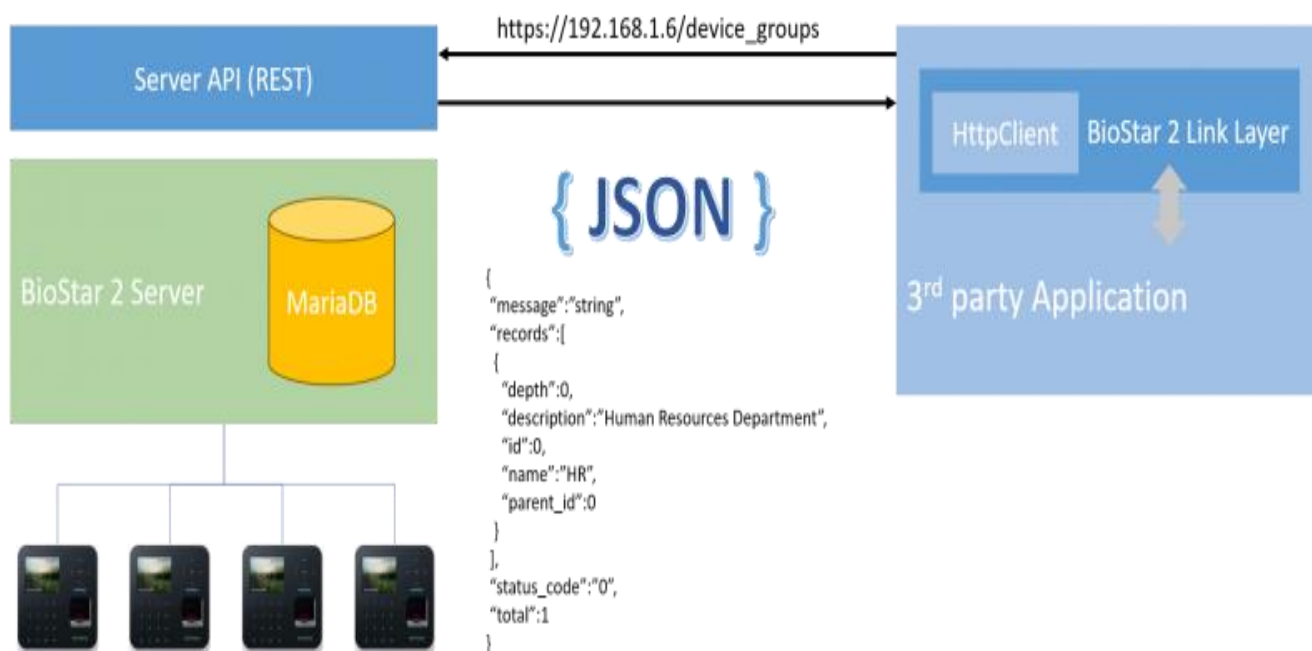 https://192.168.1.6/device_groups
Server API (REST)
HttpClient
BioStar 2 Link Layer
{ JSON }
BioStar 2 Server
MariaDB
3rd party Application
{
“message”:”string”,
“records”:[
{
“depth”:0,
“description”:”Human Resources Department”,
“id”:0,
“name”:”HR”,
“parent_id”:0
}
],
“status_code”:”0”,
“total”:1
}